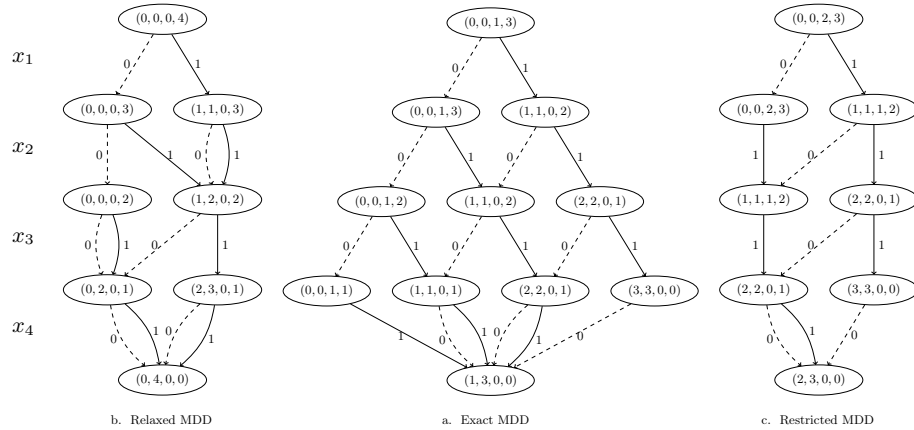 (0, 0, 0, 4)
(0, 0, 1, 3)
(0, 0, 2, 3)
x1
0
1
0
1
0
1
(0, 0, 0, 3)
(1, 1, 0, 3)
(0, 0, 1, 3)
(1, 1, 0, 2)
(0, 0, 2, 3)
(1, 1, 1, 2)
x2
0
1
0
1
0
1
0
1
1
0
1
(0, 0, 0, 2)
(1, 2, 0, 2)
(0, 0, 1, 2)
(1, 1, 0, 2)
(2, 2, 0, 1)
(1, 1, 1, 2)
(2, 2, 0, 1)
x3
0
1
0
1
0
1
0
1
0
1
1
0
1
(0, 2, 0, 1)
(2, 3, 0, 1)
(0, 0, 1, 1)
(1, 1, 0, 1)
(2, 2, 0, 1)
(3, 3, 0, 0)
(2, 2, 0, 1)
(3, 3, 0, 0)
x4
0
1
0
1
1
0
1
0
1
0
0
1
0
(0, 4, 0, 0)
(1, 3, 0, 0)
(2, 3, 0, 0)
b. Relaxed MDD
a. Exact MDD
c. Restricted MDD